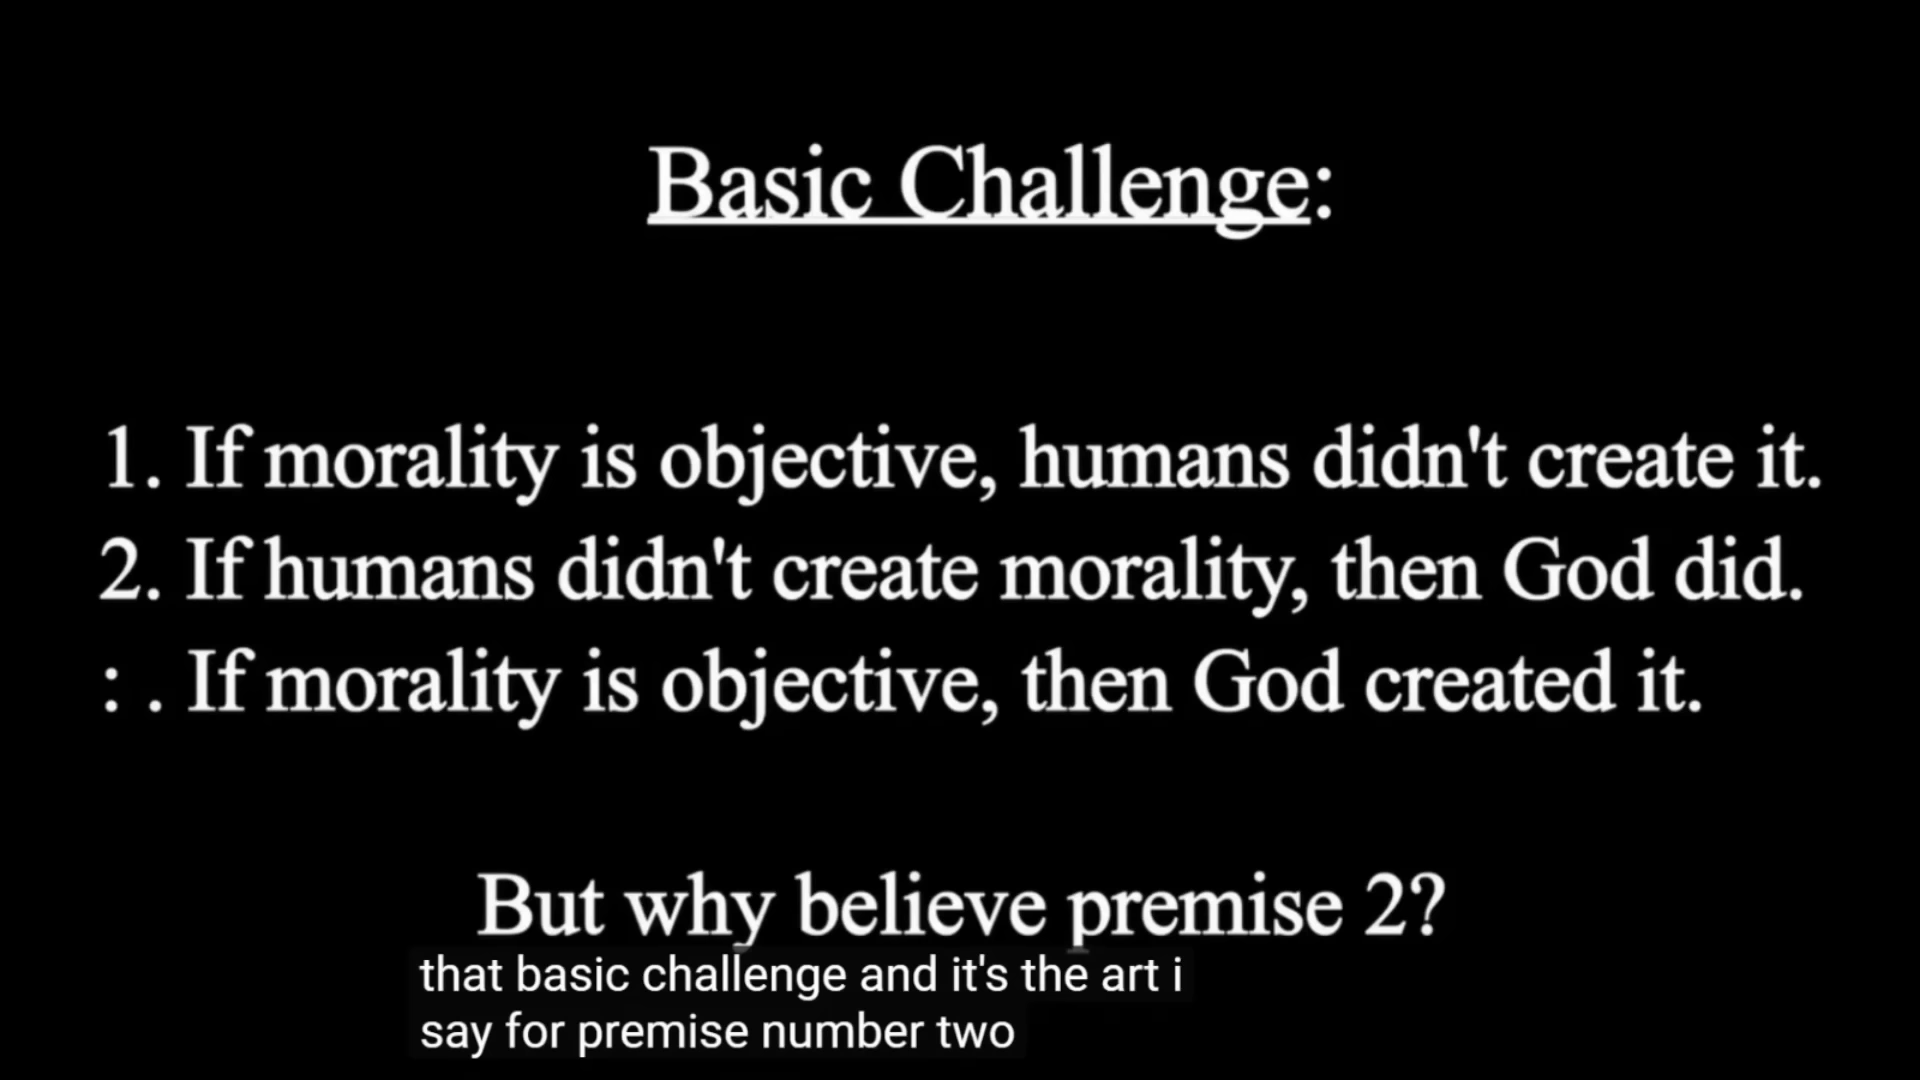 Basic Challenge:
1. If morality is objective, humans didn't create it.
2. If humans didn't create morality, then God did.
: . If morality is objective, then God created it.
But why believe premise 2?
that basic challenge and it's the art i
say for premise number two